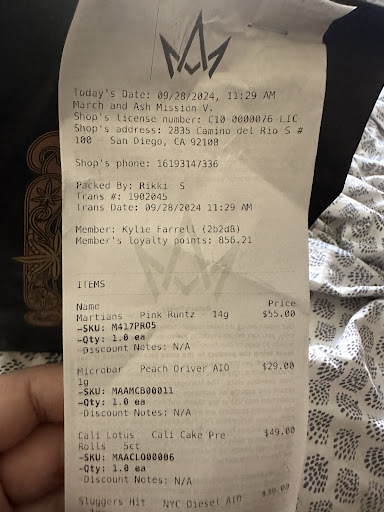 Today's Date: 09/28/2024, 11:29 AM
March and Ash Mission V.
Shop's license number: C10-0000076-LIC
Shop's address: 2835 Camino del Rio S #
100 San Diego, CA 92108
Shop's phone: 1619314/336
Packed By: Rikki S
Trans #: 1902045
Trans Date: 09/28/2024 11:29 AM
Member: Kylie Farrell (2b2d8)
Member's loyalty points: 856.21
ITEMS
Name Price
Martians Pink Runtz 14g $55.00
-SKU: M417PRO5
-Qty: 1.0 ea
-Discount Notes: N/A
Microbar Peach Driver AIO $29.00
1g
-SKU: MAAMCB00011
-Qty: 1.0 ea
-Discount Notes: N/A
Cali Lotus Cali Cake Pre $49.00
Rolls 5ct
-SKU: MAACLO00006
-Qty: 1.0 ea
-Discount Notes: N/A
Sluggers Hit NYC Diesel AIO